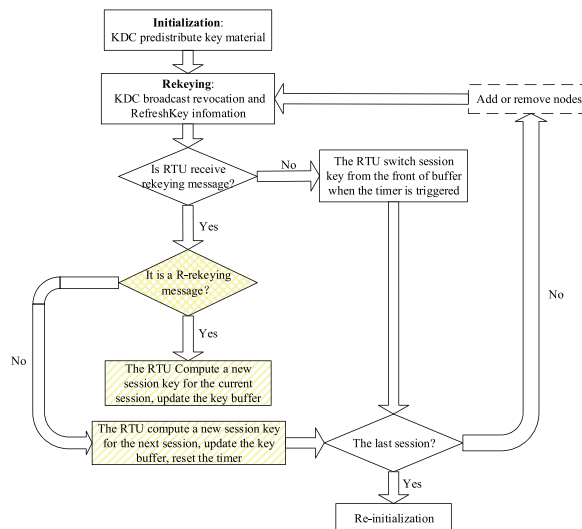 Initialization:
KDC predistribute key material
Rekeying:
KDC broadcast revocation and
RefreshKey infomation
Add or remove nodes
Is RTU receive
rekeying message?
No
The RTU switch session
key from the front of buffer
when the timer is triggered
Yes
It is a R-rekeying
message?
No
No
Yes
The RTU Compute a new
session key for the current
session, update the key buffer
The RTU compute a new session key
for the next session, update the key
buffer, reset the timer
The last session?
Yes
Re-initialization